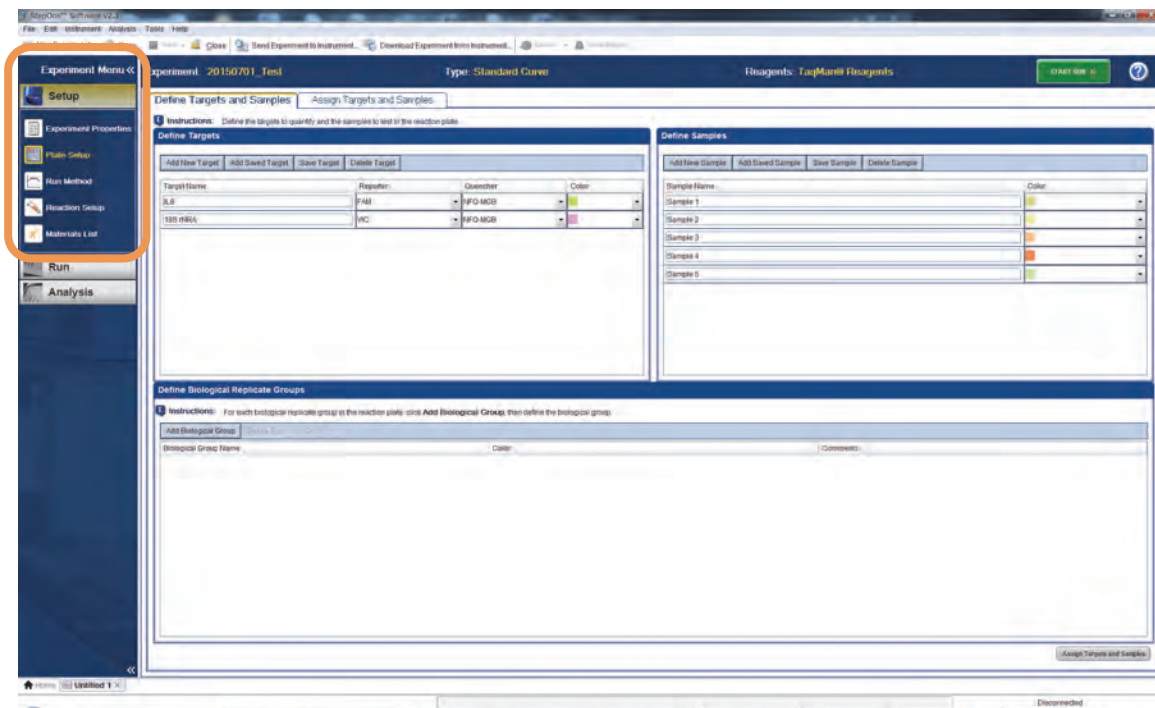 StepOne™ Software v2.3
File Edit Instrument Analysis Tools Help
Close Send Experiment to Instrument... Download Experiment from Instrument...
Experiment Menu «
Experiment: 20150701_Test Type: Standard Curve Reagents: TaqMan® Reagents START RUN
Setup
Experiment Properties
Plate Setup
Run Method
Reaction Setup
Materials List
Run
Analysis
Define Targets and Samples Assign Targets and Samples
Instructions: Define the targets to quantify and the samples to test in the reaction plate.
Define Targets
Add New Target Add Saved Target Save Target Delete Target
Target Name Reporter Quencher Color
IL8 FAM NFQ-MGB
18S rRNA VIC NFQ-MGB
Define Samples
Add New Sample Add Saved Sample Save Sample Delete Sample
Sample Name Color
Sample 1
Sample 2
Sample 3
Sample 4
Sample 5
Define Biological Replicate Groups
Instructions: For each biological replicate group in the reaction plate, click Add Biological Group, then define the biological group.
Add Biological Group
Biological Group Name Color Comments
Assign Targets and Samples
«
Home Untitled 1 ×
Disconnected